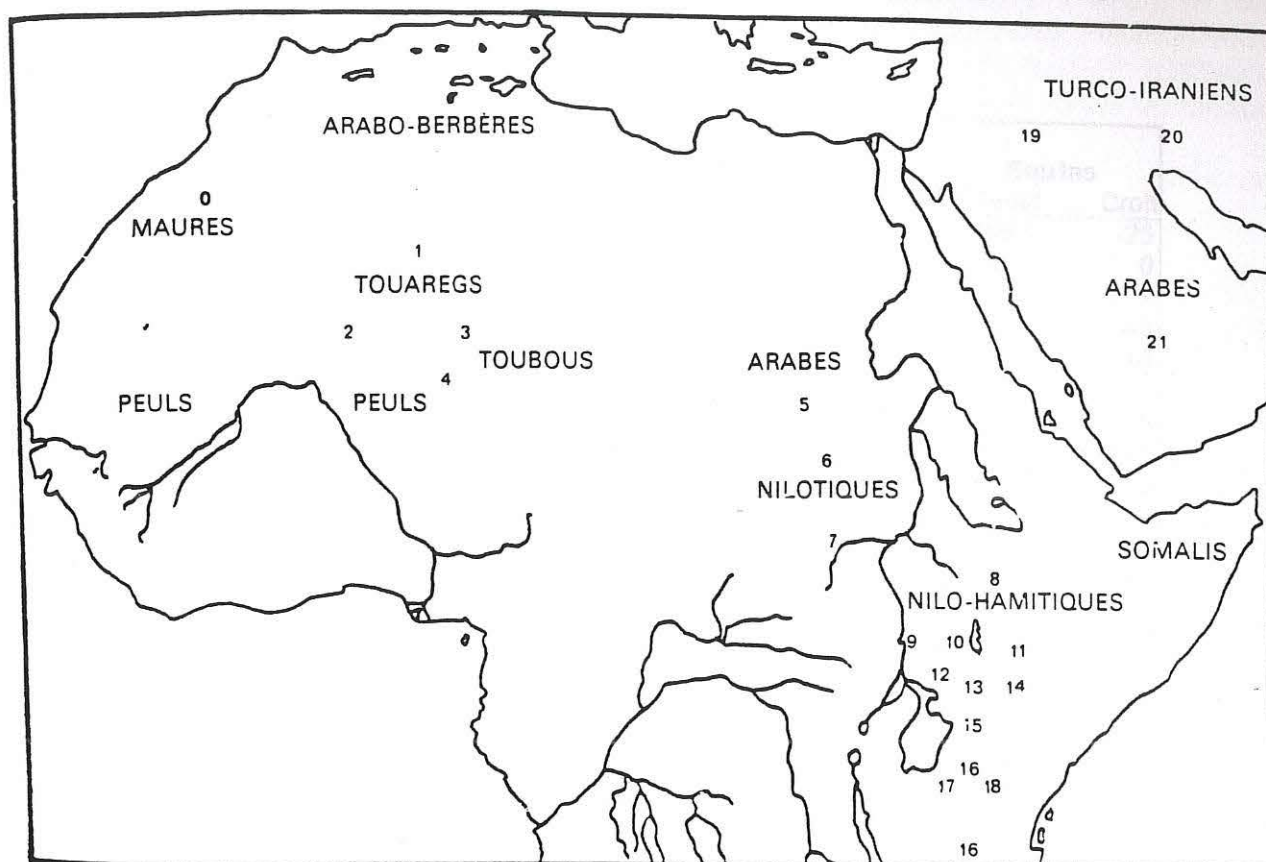 TURCO-IRANIENS
ARABO-BERBÈRES
19 20
0
MAURES
1
TOUAREGS
ARABES
2 3
21
TOUBOUS
ARABES
4
PEULS PEULS
5
6
NILOTIQUES
7
SOMALIS
8
NILO-HAMITIQUES
9 10 11
12 13 14
15
16
17 18
16